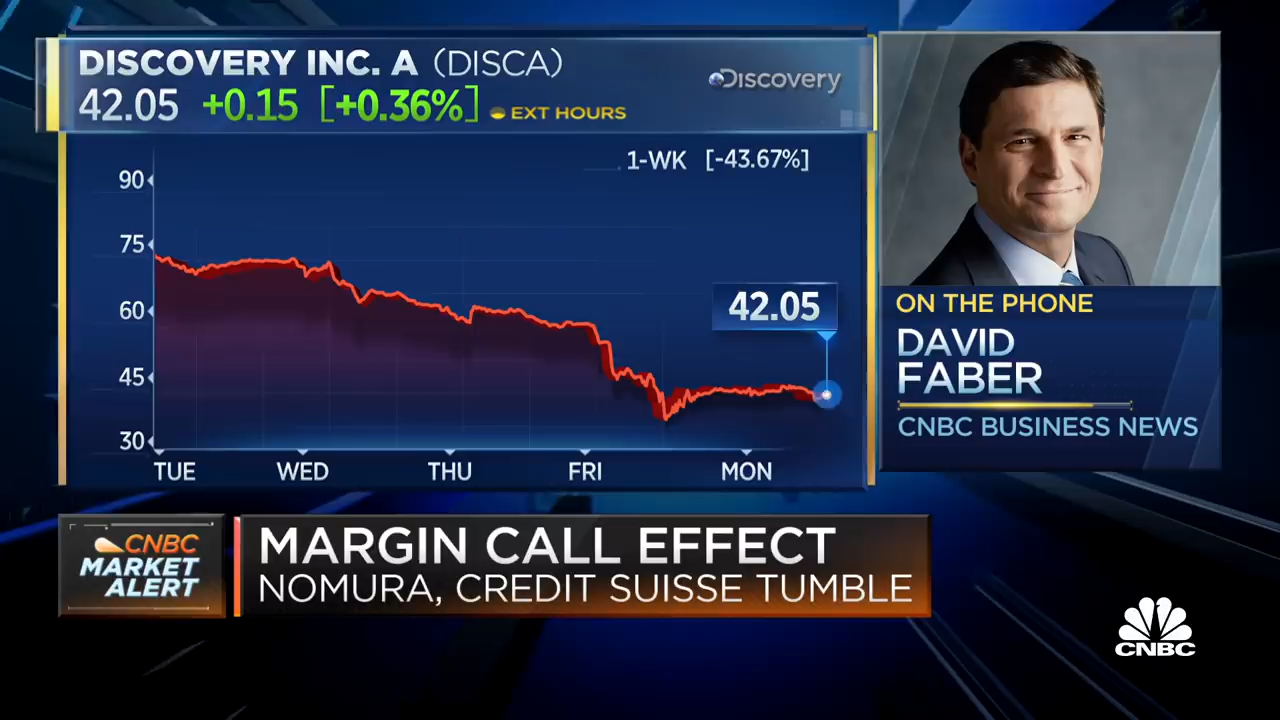 DISCOVERY INC. A (DISCA)
42.05 +0.15 [+0.36%] EXT HOURS
Discovery
1-WK [-43.67%]
90
75
60
45
30
42.05
TUE WED THU FRI MON
ON THE PHONE
DAVID
FABER
CNBC BUSINESS NEWS
CNBC
MARKET
ALERT
MARGIN CALL EFFECT
NOMURA, CREDIT SUISSE TUMBLE
CNBC